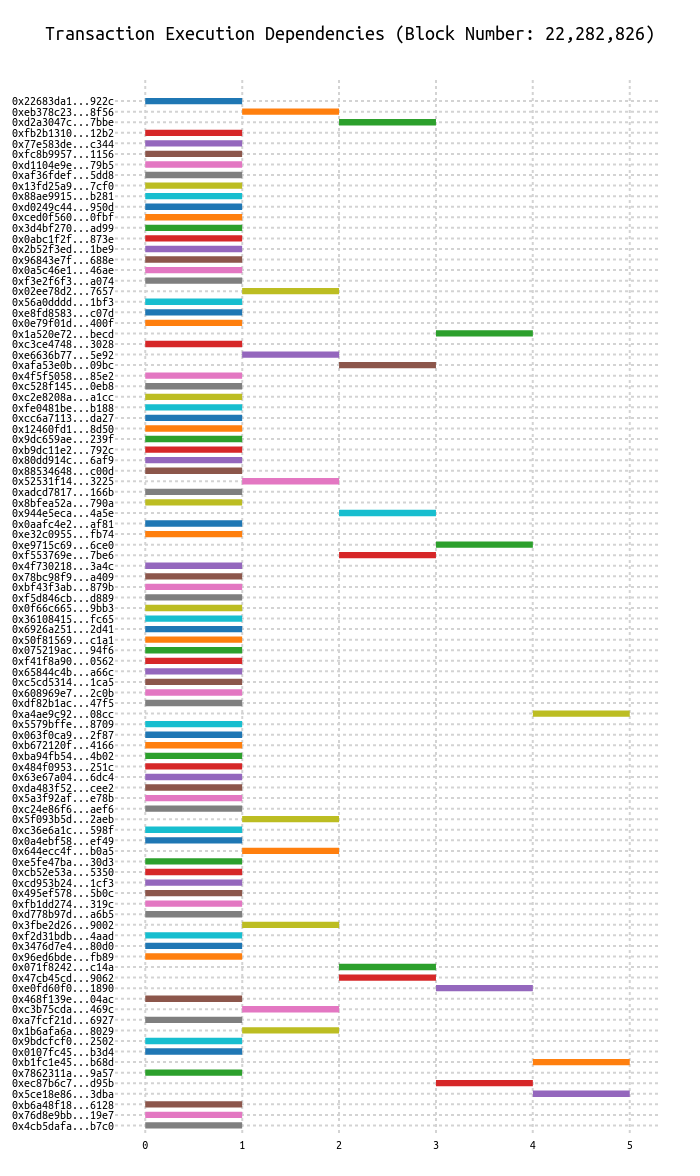 Transaction Execution Dependencies (Block Number: 22,282,826)
0x22683da1...922c
0xeb378c23...8f56
0xd2a3047c...7bbe
0xfb2b1310...12b2
0x77e583de...c344
0xfc8b9957...1156
0xd1104e9e...79b5
0xaf36fdef...5dd8
0x13fd25a9...7cf0
0x88ae9915...b281
0xd0249c44...950d
0xced0f560...0fbf
0x3d4bf270...ad99
0x0abc1f2f...873e
0x2b52f3ed...1be9
0x96843e7f...688e
0x0a5c46e1...46ae
0xf3e2f6f3...a074
0x02ee78d2...7657
0x56a0dddd...1bf3
0xe8fd8583...c07d
0x0e79f01d...400f
0x1a520e72...becd
0xc3ce4748...3028
0xe6636b77...5e92
0xafa53e0b...09bc
0x4f5f5058...85e2
0xc528f145...0eb8
0xc2e8208a...a1cc
0xfe0481be...b188
0xcc6a7113...da27
0x12460fd1...8d50
0x9dc659ae...239f
0xb9dc11e2...792c
0x80dd914c...6af9
0x88534648...c00d
0x52531f14...3225
0xadcd7817...166b
0x8bfea52a...790a
0x944e5eca...4a5e
0x0aafc4e2...af81
0xe32c0955...fb74
0xe9715c69...6ce0
0xf553769e...7be6
0x4f730218...3a4c
0x78bc98f9...a409
0xbf43f3ab...879b
0xf5d846cb...d889
0x0f66c665...9bb3
0x36108415...fc65
0x6926a251...2d41
0x50f81569...c1a1
0x075219ac...94f6
0xf41f8a90...0562
0x65844c4b...a66c
0xc5cd5314...1ca5
0x608969e7...2c0b
0xdf82b1ac...47f5
0xa4ae9c92...08cc
0x5579bffe...8709
0x063f0ca9...2f87
0xb672120f...4166
0xba94fb54...4b02
0x484f0953...251c
0x63e67a04...6dc4
0xda483f52...cee2
0x5a3f92af...e78b
0xc24e86f6...aef6
0x5f093b5d...2aeb
0xc36e6a1c...598f
0x0a4ebf58...ef49
0x644ecc4f...b0a5
0xe5fe47ba...30d3
0xcb52e53a...5350
0xcd953b24...1cf3
0x495ef578...5b0c
0xfb1dd274...319c
0xd778b97d...a6b5
0x3fbe2d26...9002
0xf2d31bdb...4aad
0x3476d7e4...80d0
0x96ed6bde...fb89
0x071f8242...c14a
0x47cb45cd...9062
0xe0fd60f0...1890
0x468f139e...04ac
0xc3b75cda...469c
0xa7fcf21d...6927
0x1b6afa6a...8029
0x9bdcfcf0...2502
0x0107fc45...b3d4
0xb1fc1e45...b68d
0x7862311a...9a57
0xec87b6c7...d95b
0x5ce18e86...3dba
0xb6a48f18...6128
0x76d8e9bb...19e7
0x4cb5dafa...b7c0
0 1 2 3 4 5